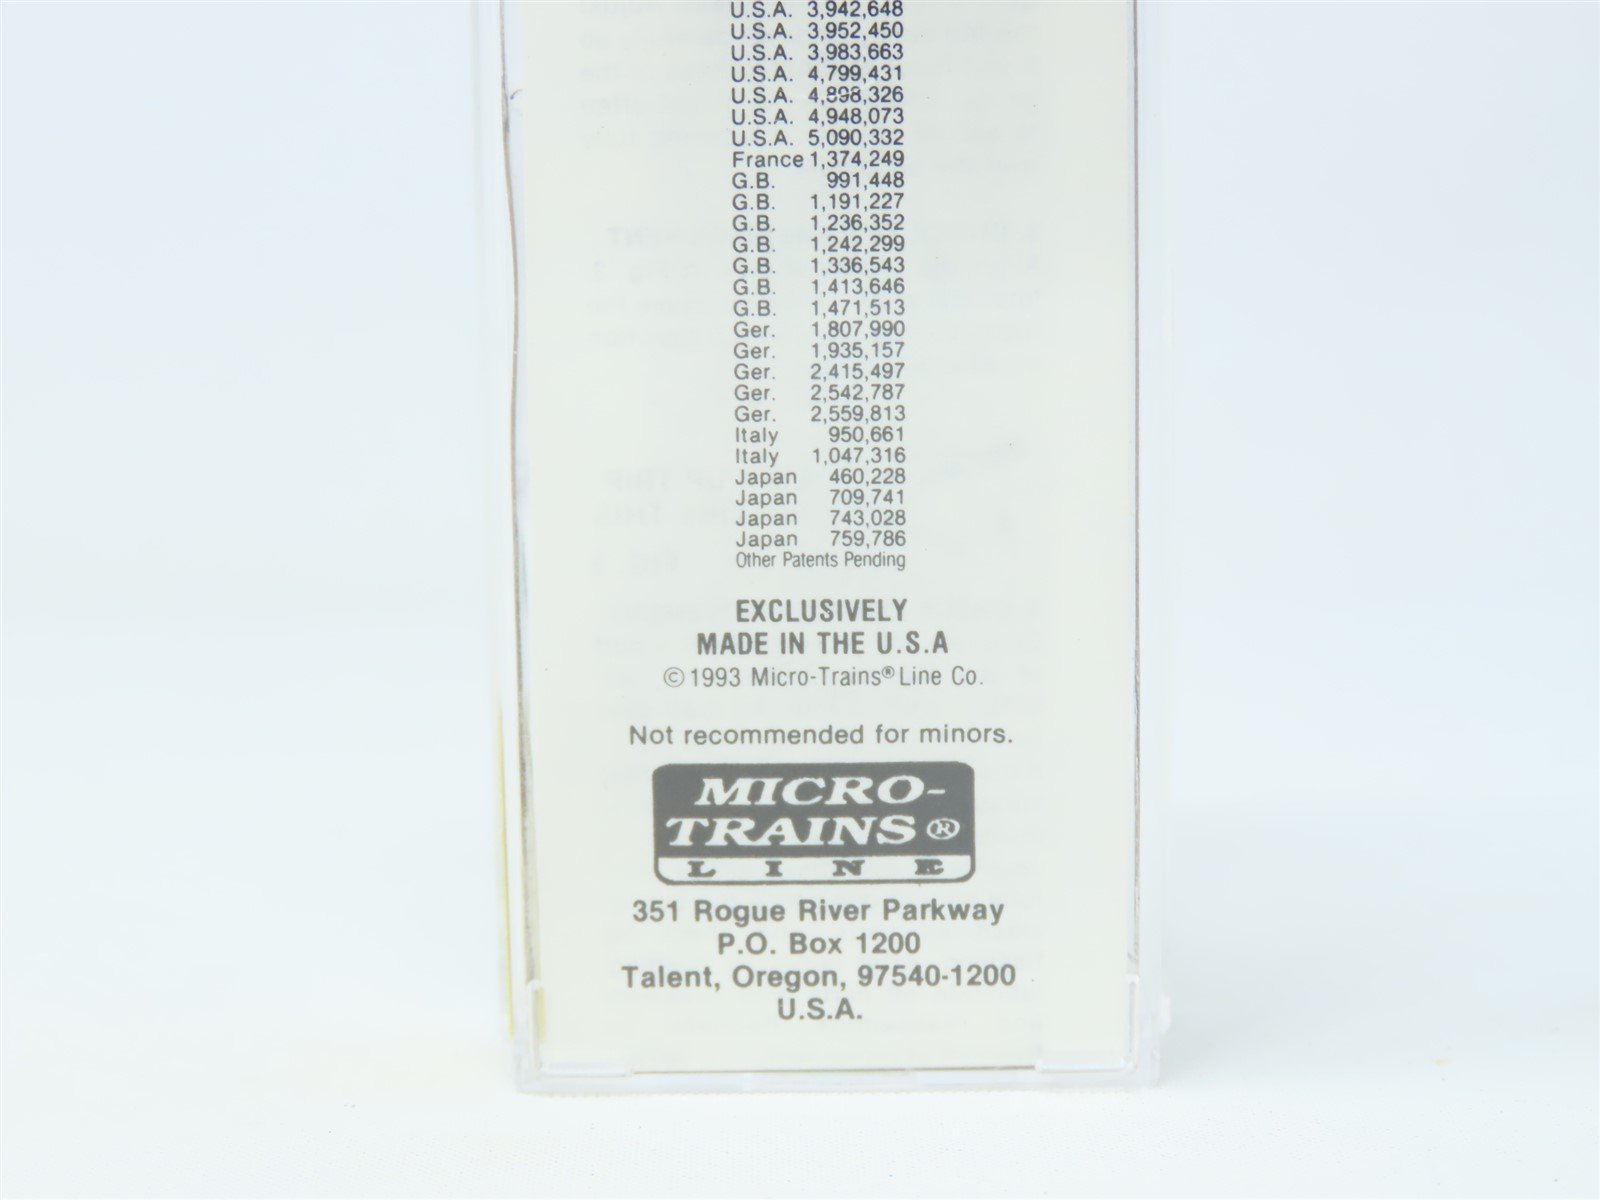 U.S.A. 3,942,648
U.S.A. 3,952,450
U.S.A. 3,983,663
U.S.A. 4,799,431
U.S.A. 4,898,326
U.S.A. 4,948,073
U.S.A. 5,090,332
France 1,374,249
G.B. 991,448
G.B. 1,191,227
G.B. 1,236,352
G.B. 1,242,299
G.B. 1,336,543
G.B. 1,413,646
G.B. 1,471,513
Ger. 1,807,990
Ger. 1,935,157
Ger. 2,415,497
Ger. 2,542,787
Ger. 2,559,813
Italy 950,661
Italy 1,047,316
Japan 460,228
Japan 709,741
Japan 743,028
Japan 759,786
Other Patents Pending
EXCLUSIVELY
MADE IN THE U.S.A
© 1993 Micro-Trains® Line Co.
Not recommended for minors.
MICRO-
TRAINS®
LINE
351 Rogue River Parkway
P.O. Box 1200
Talent, Oregon, 97540-1200
U.S.A.